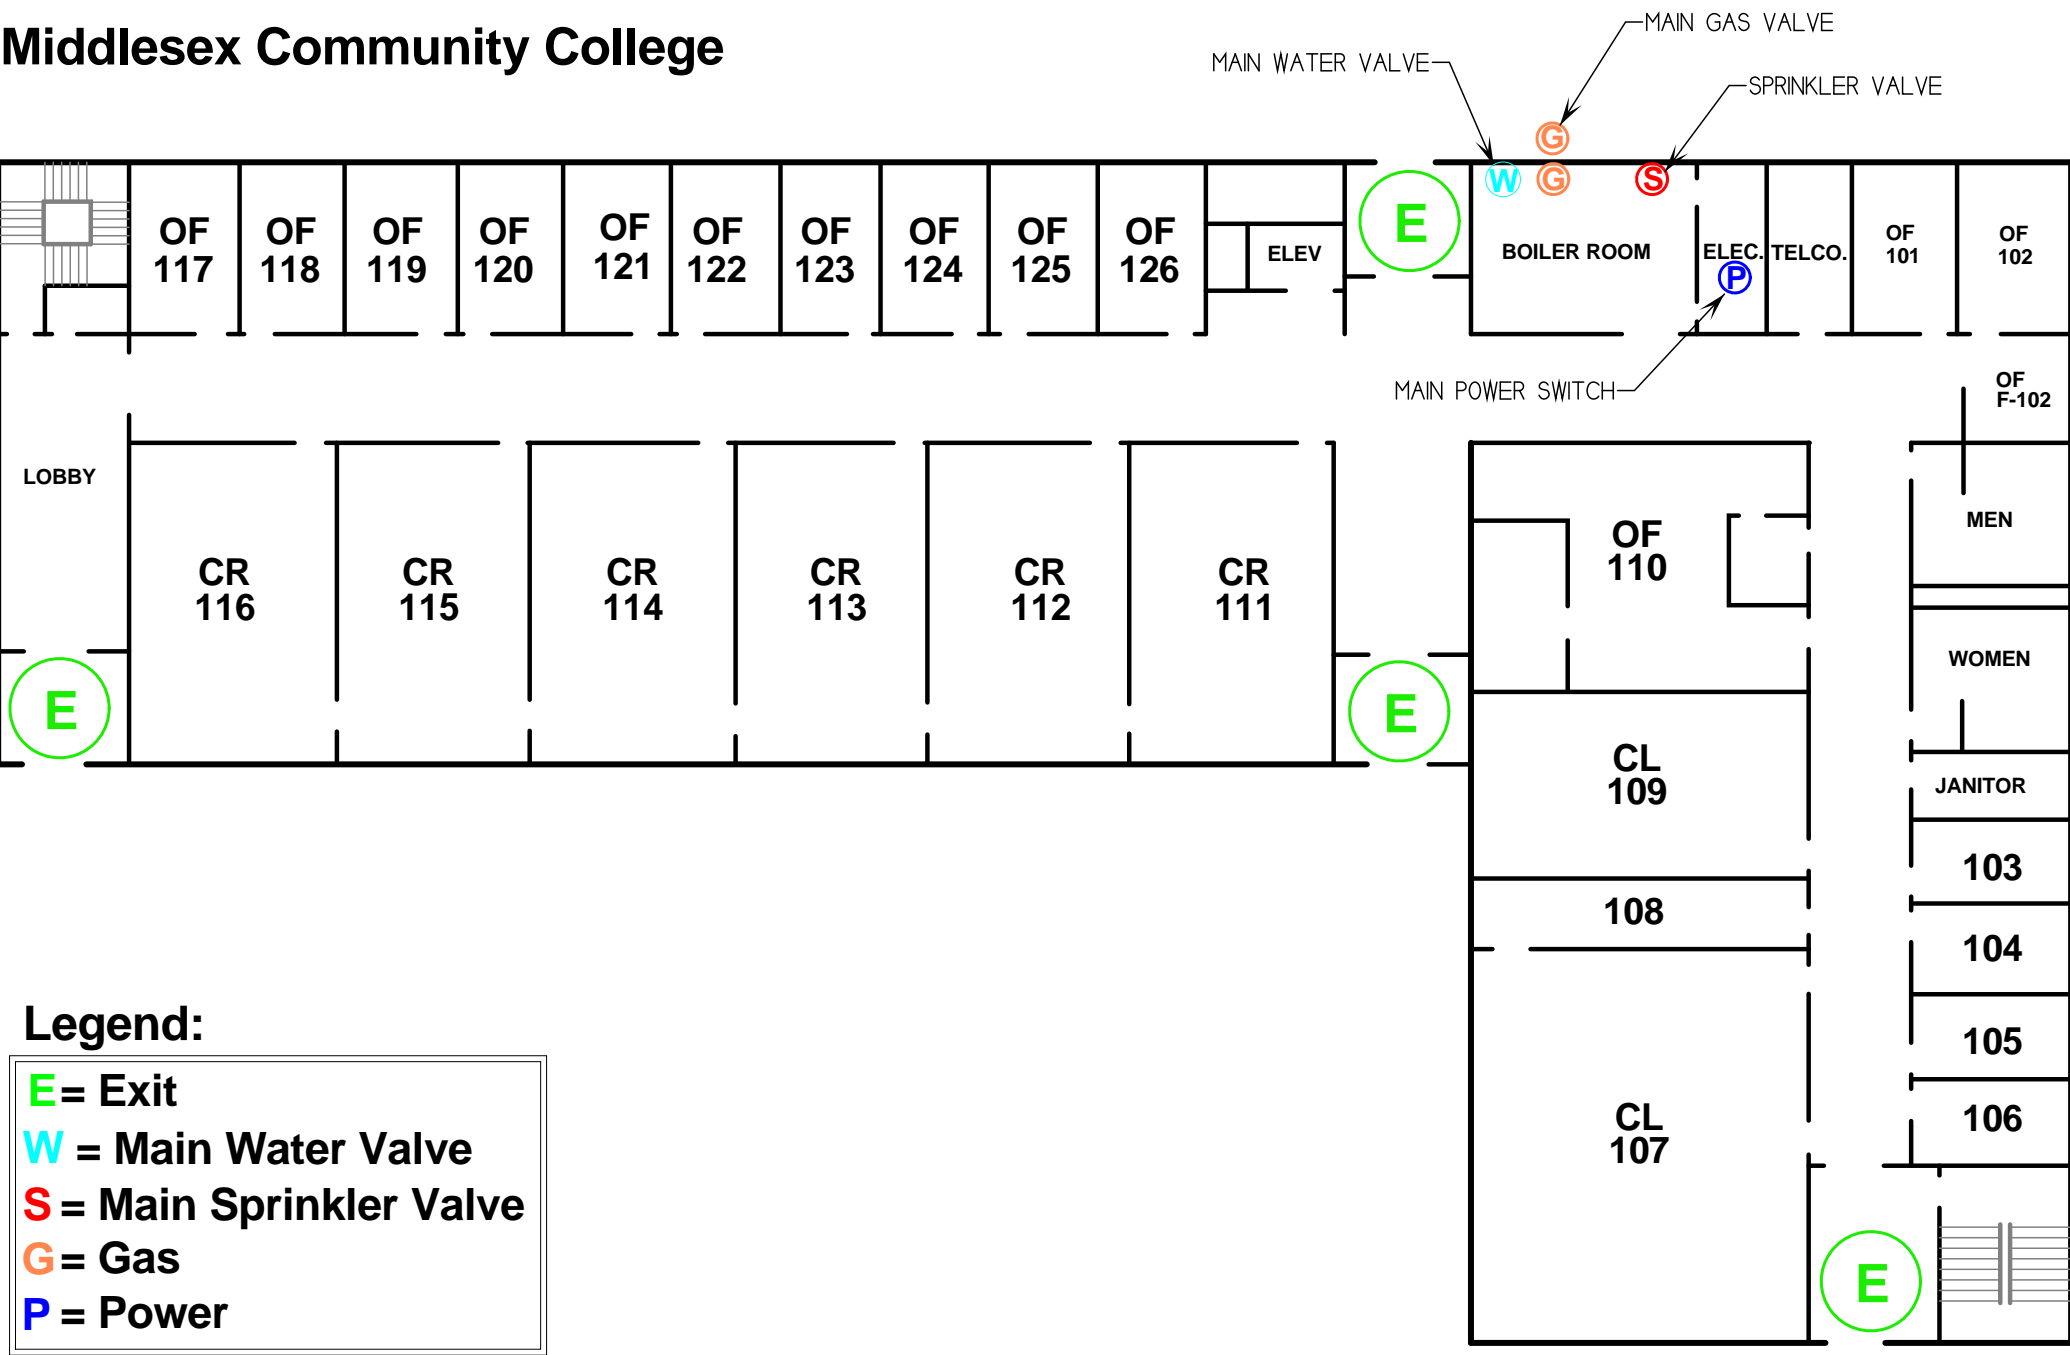 Middlesex Community College
MAIN GAS VALVE
MAIN WATER VALVE
SPRINKLER VALVE
G
W
G
S
OF
117
OF
118
OF
119
OF
120
OF
121
OF
122
OF
123
OF
124
OF
125
OF
126
ELEV
E
BOILER ROOM
ELEC.
P
TELCO.
OF
101
OF
102
MAIN POWER SWITCH
OF
F-102
LOBBY
CR
116
CR
115
CR
114
CR
113
CR
112
CR
111
OF
110
MEN
WOMEN
E
E
CL
109
JANITOR
103
108
104
105
106
CL
107
E
Legend:
E = Exit
W = Main Water Valve
S = Main Sprinkler Valve
G = Gas
P = Power